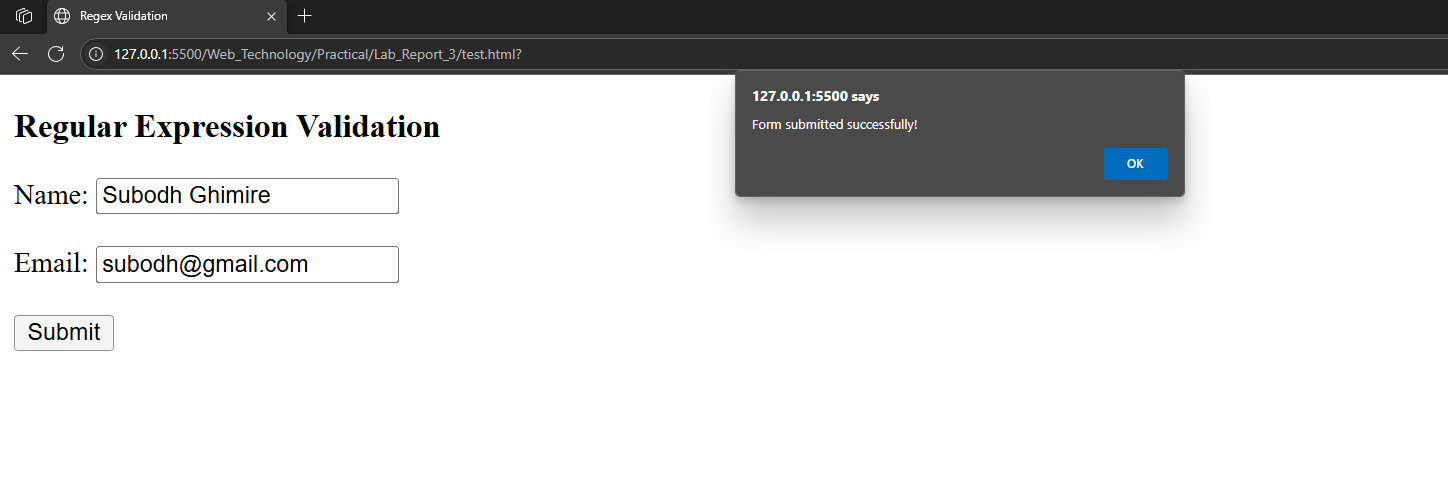 Regex Validation
127.0.0.1:5500/Web_Technology/Practical/Lab_Report_3/test.html?
127.0.0.1:5500 says
Form submitted successfully!
OK
Regular Expression Validation
Name: Subodh Ghimire
Email: subodh@gmail.com
Submit